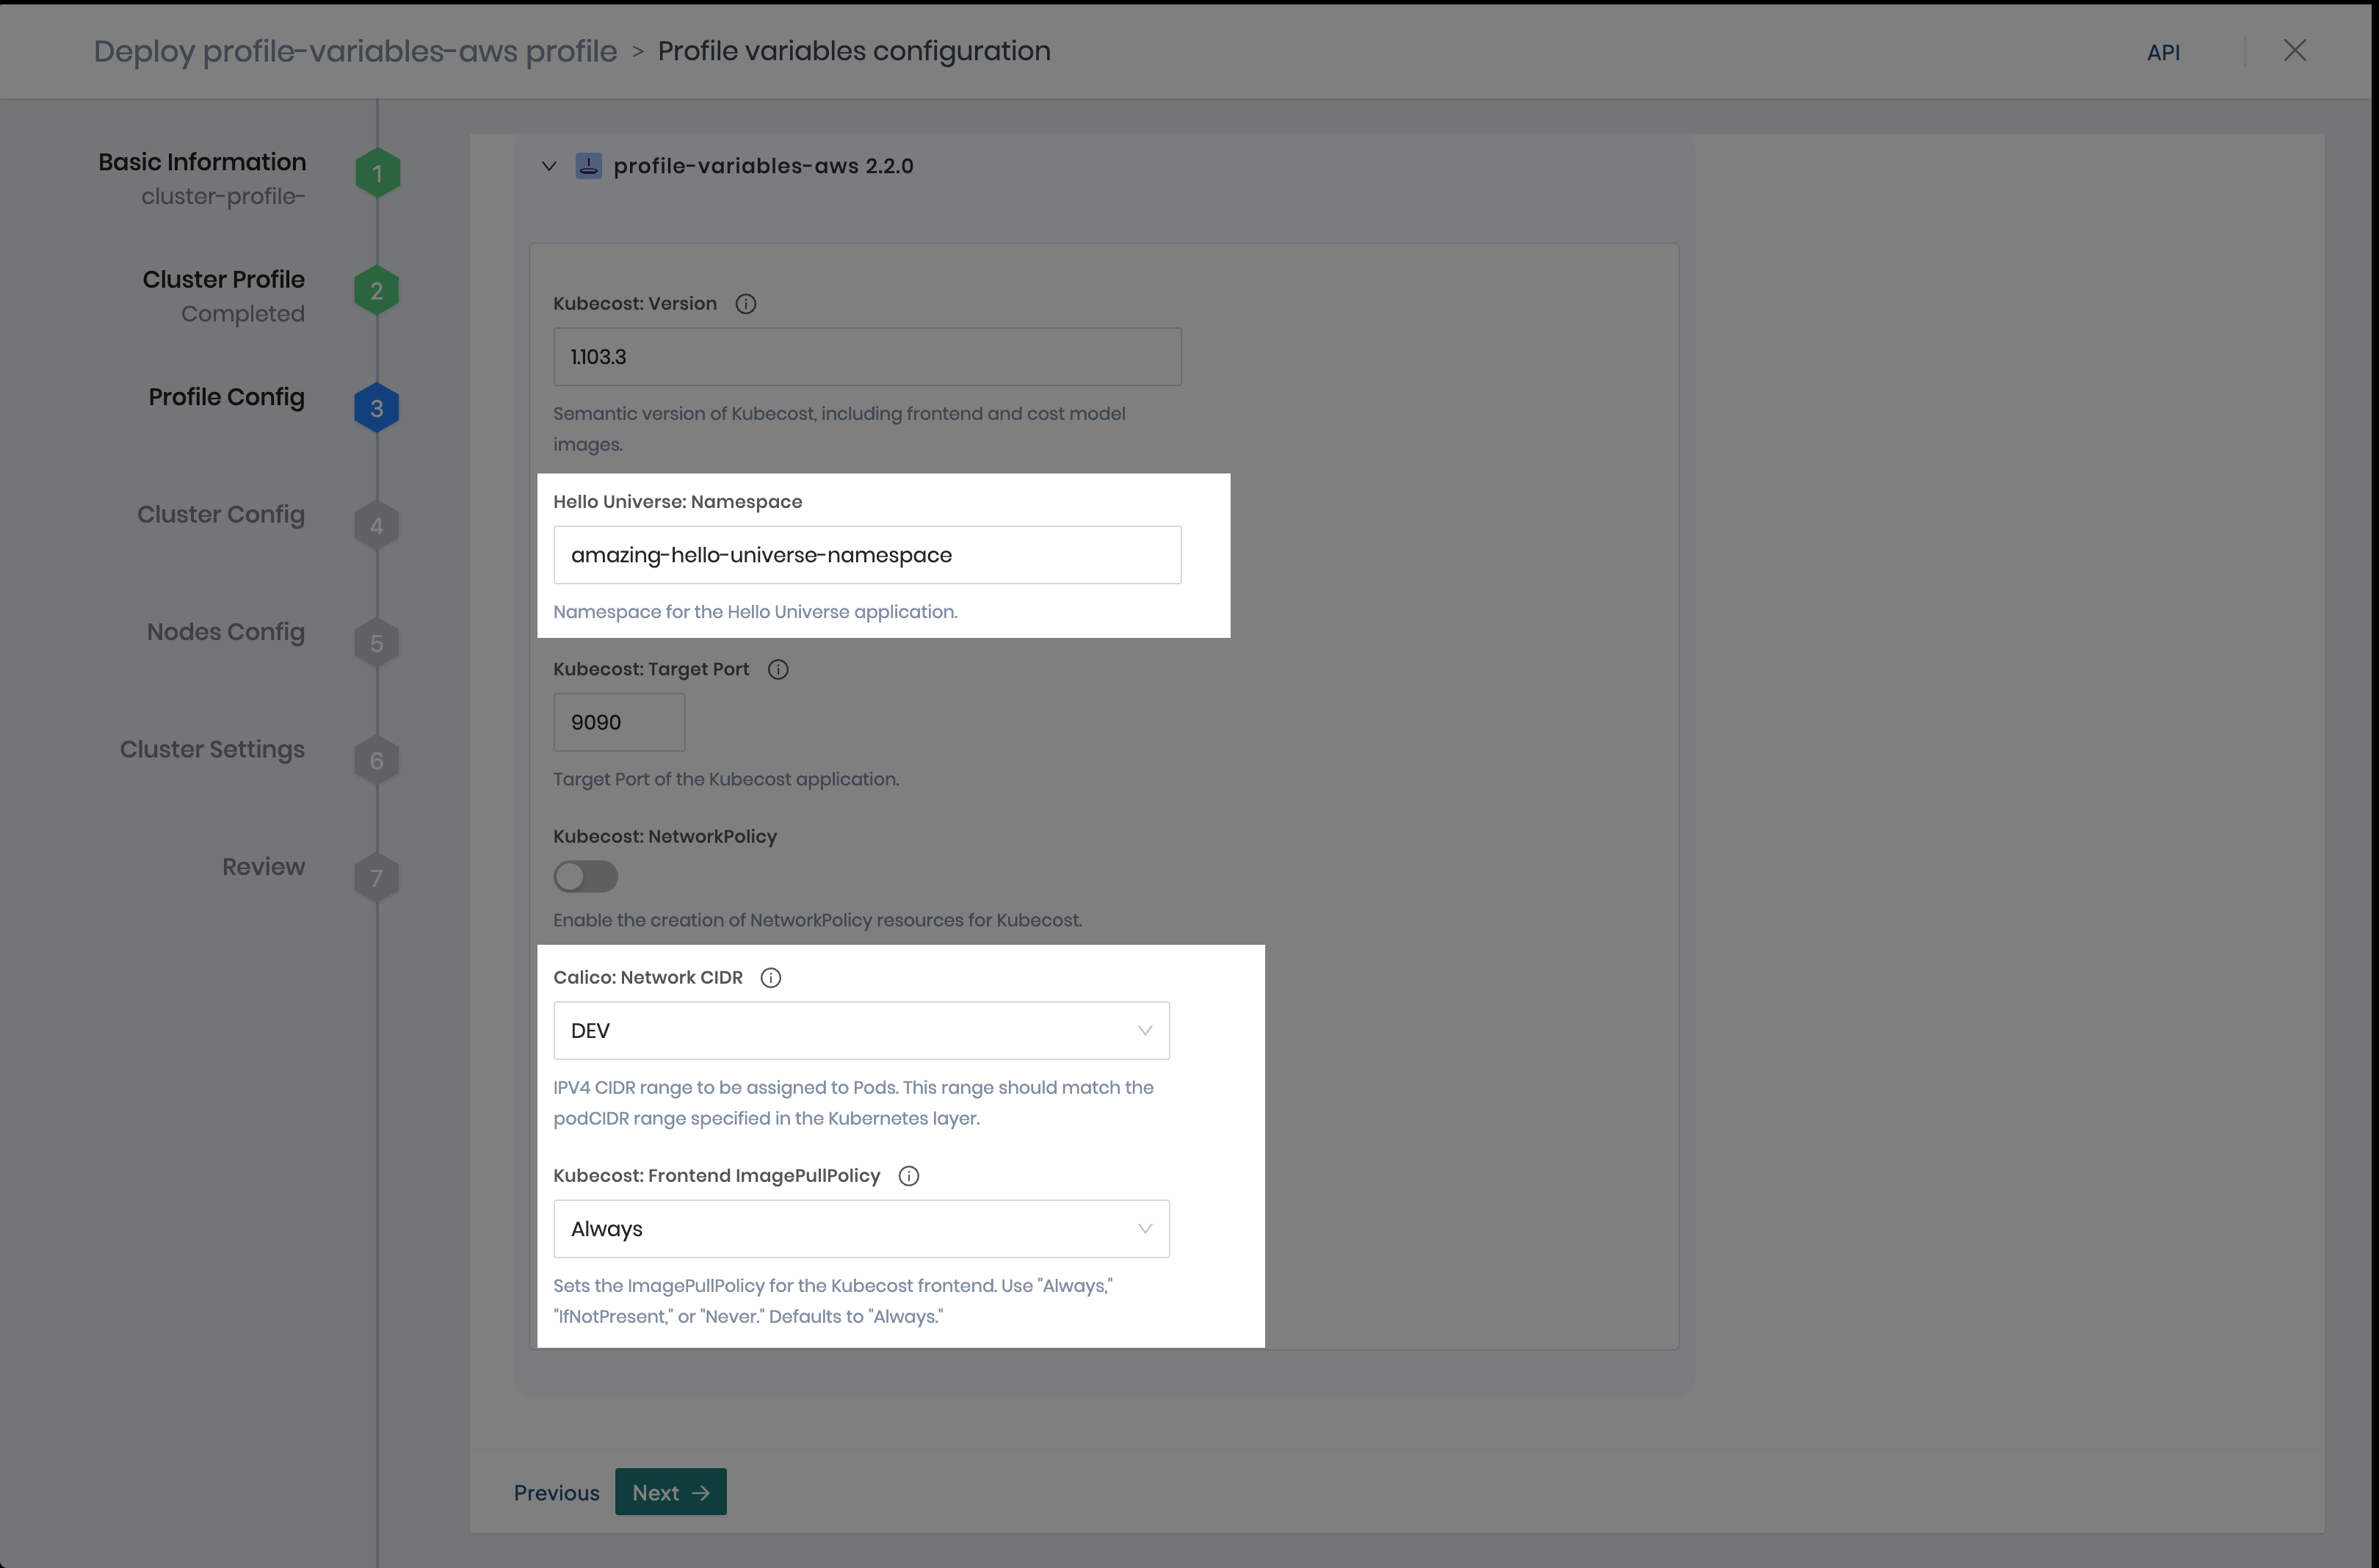 Deploy profile-variables-aws profile > Profile variables configuration
API
Basic Information
cluster-profile-
1
Cluster Profile
Completed
2
Profile Config
3
Cluster Config
4
Nodes Config
5
Cluster Settings
6
Review
7
profile-variables-aws 2.2.0
Kubecost: Version
1.103.3
Semantic version of Kubecost, including frontend and cost model
images.
Hello Universe: Namespace
amazing-hello-universe-namespace
Namespace for the Hello Universe application.
Kubecost: Target Port
9090
Target Port of the Kubecost application.
Kubecost: NetworkPolicy
Enable the creation of NetworkPolicy resources for Kubecost.
Calico: Network CIDR
DEV
IPV4 CIDR range to be assigned to Pods. This range should match the
podCIDR range specified in the Kubernetes layer.
Kubecost: Frontend ImagePullPolicy
Always
Sets the ImagePullPolicy for the Kubecost frontend. Use "Always,"
"IfNotPresent," or "Never." Defaults to "Always."
Previous
Next →